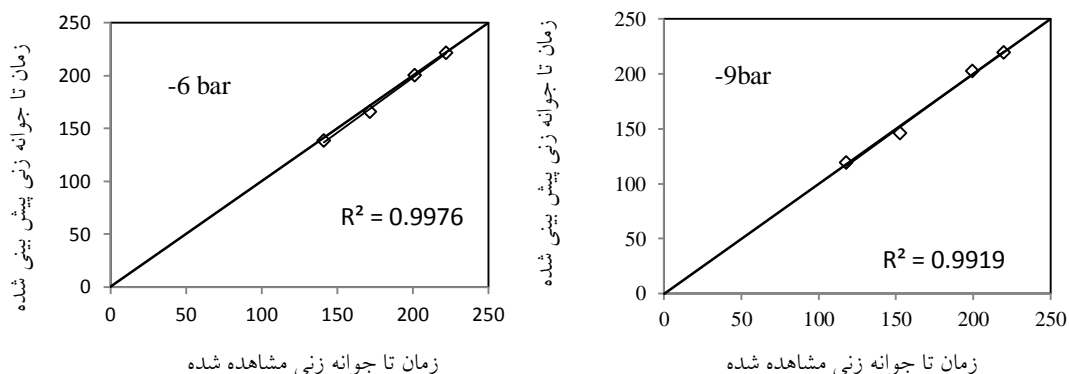 250
200
150
100
50
0
-6 bar
R² = 0.9976
0 50 100 150 200 250
زمان تا جوانه زنی پیش بینی شده
زمان تا جوانه زنی مشاهده شده
250
200
150
100
50
0
-9bar
R² = 0.9919
0 50 100 150 200 250
زمان تا جوانه زنی پیش بینی شده
زمان تا جوانه زنی مشاهده شده